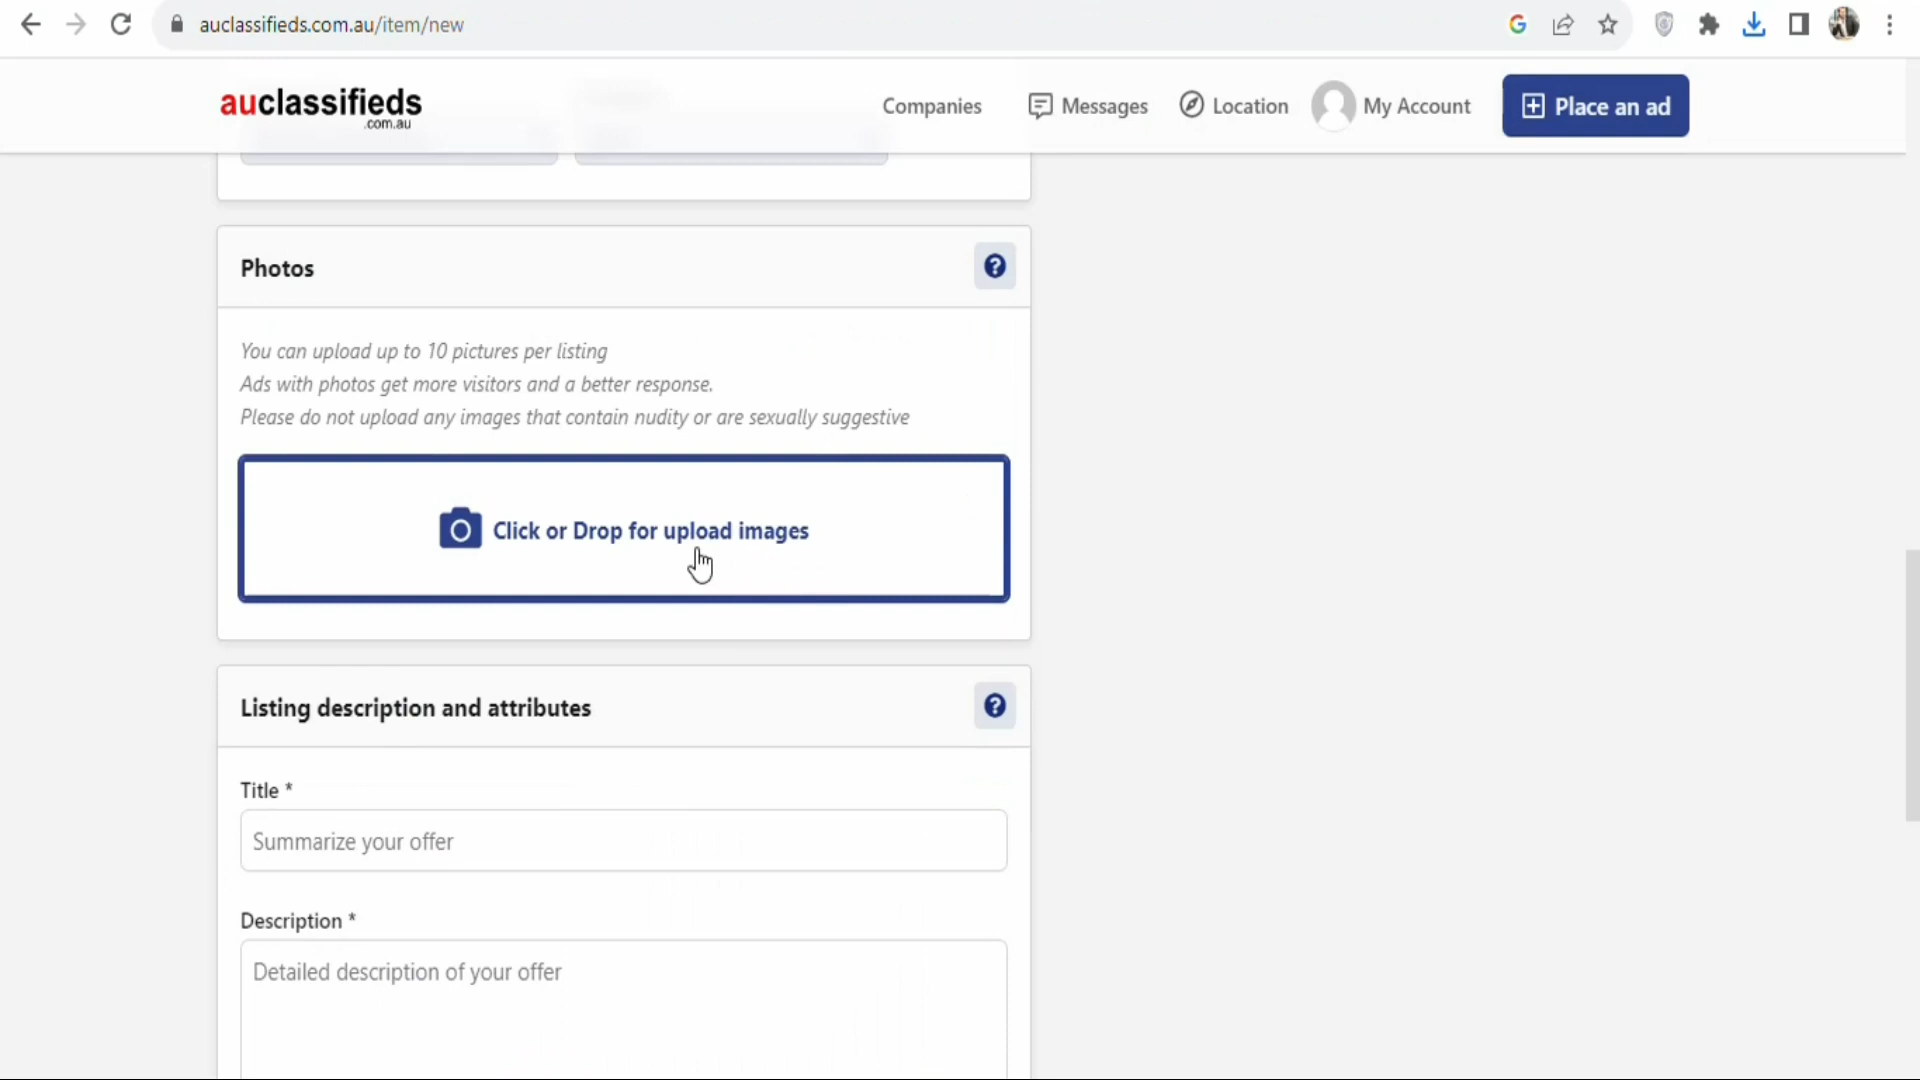 auclassifieds.com.au/item/new
auclassifieds
.com.au
Companies
Messages
Location
My Account
Place an ad
Photos
You can upload up to 10 pictures per listing
Ads with photos get more visitors and a better response.
Please do not upload any images that contain nudity or are sexually suggestive
Click or Drop for upload images
Listing description and attributes
Title *
Summarize your offer
Description *
Detailed description of your offer